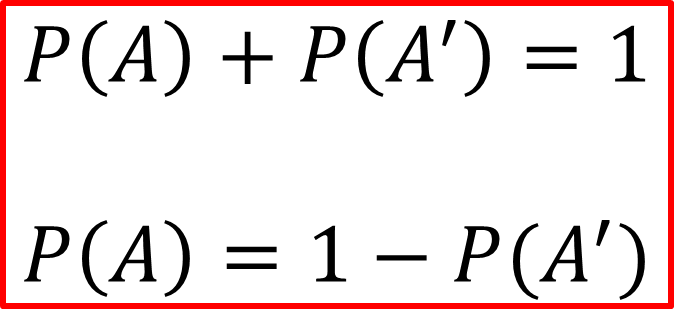 P(A) + P(A′) = 1
P(A) = 1 − P(A′)